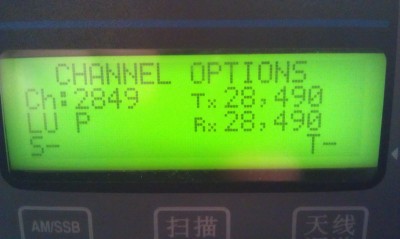 CHANNEL OPTIONS
Ch:2849 Tx 28,490
LU P Rx 28,490
S- T-
AM/SSB 扫描 天线